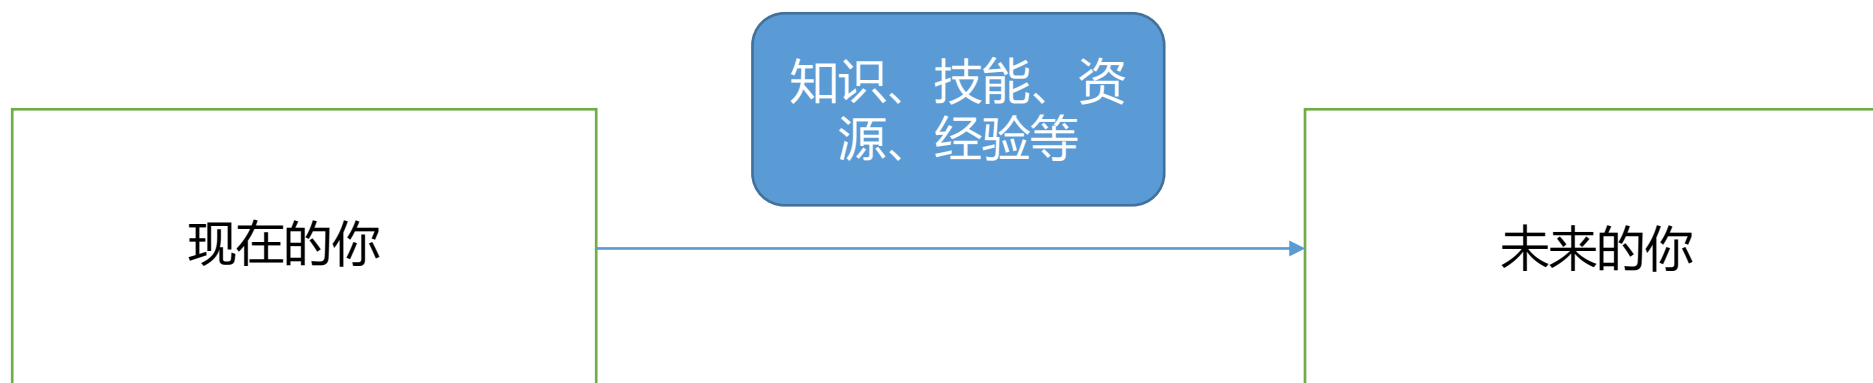 知识、技能、资
源、经验等
现在的你
未来的你